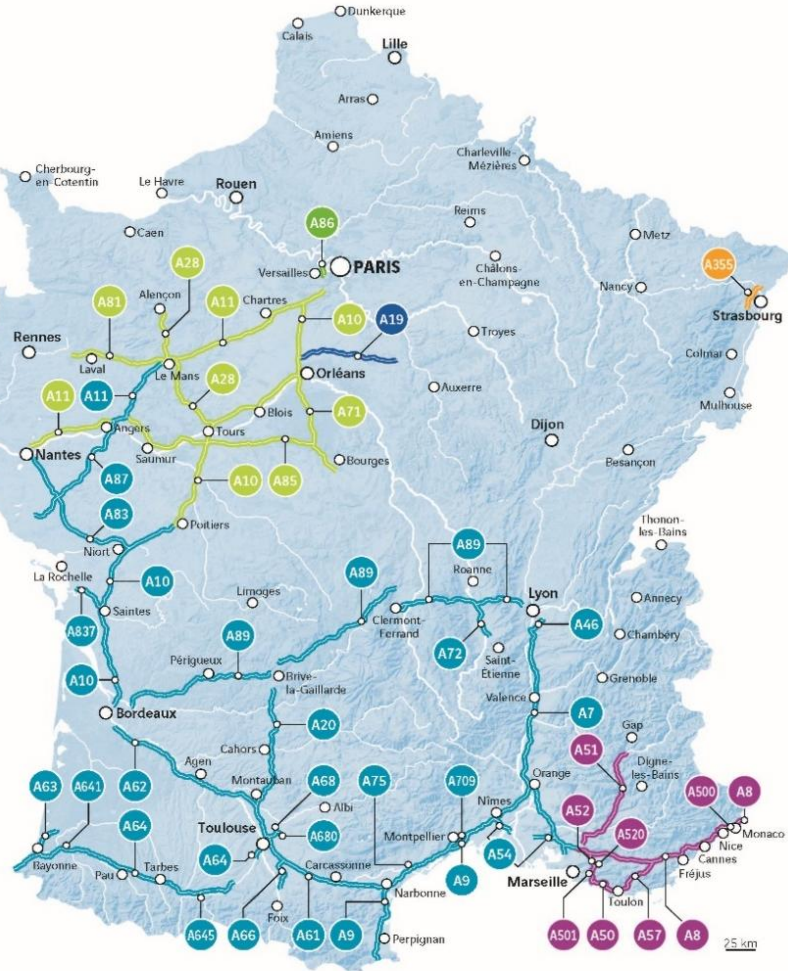 Dunkerque
Calais
Lille
Arras
Amiens
Charleville-
Mézières
Cherbourg-
en-Cotentin
Le Havre
Rouen
Reims
Caen
A86
Metz
A28
Versailles
PARIS
Châlons-
en-Champagne
A355
Alençon
Nancy
A81
A11
Chartres
A10
A19
Strasbourg
Rennes
Troyes
Laval
Le Mans
Orléans
Colmar
A28
Auxerre
A11
A11
Blois
A71
Mulhouse
Angers
Tours
Dijon
Nantes
Saumur
Bourges
Besançon
A87
A10
A85
A83
Poitiers
Thonon-
les-Bains
Niort
A89
La Rochelle
A10
A89
Roanne
Limoges
Lyon
Annecy
Saintes
Clermont-
Ferrand
A837
A89
A72
A46
Chambéry
Saint-
Étienne
Périgueux
Brive-
la-Gaillarde
Grenoble
A10
Valence
Bordeaux
A20
A7
Gap
Cahors
A51
Digne-
les-Bains
Agen
A63
A641
A62
Montauban
A68
A75
A709
Orange
A500
A8
Albi
Nîmes
A52
A64
Toulouse
A680
Montpellier
A520
Monaco
Nice
Bayonne
A64
A54
Cannes
Carcassonne
A9
Marseille
Fréjus
Pau
Tarbes
Narbonne
Toulon
Foix
A645
A66
A61
A9
Perpignan
A501
A50
A57
A8
25 km